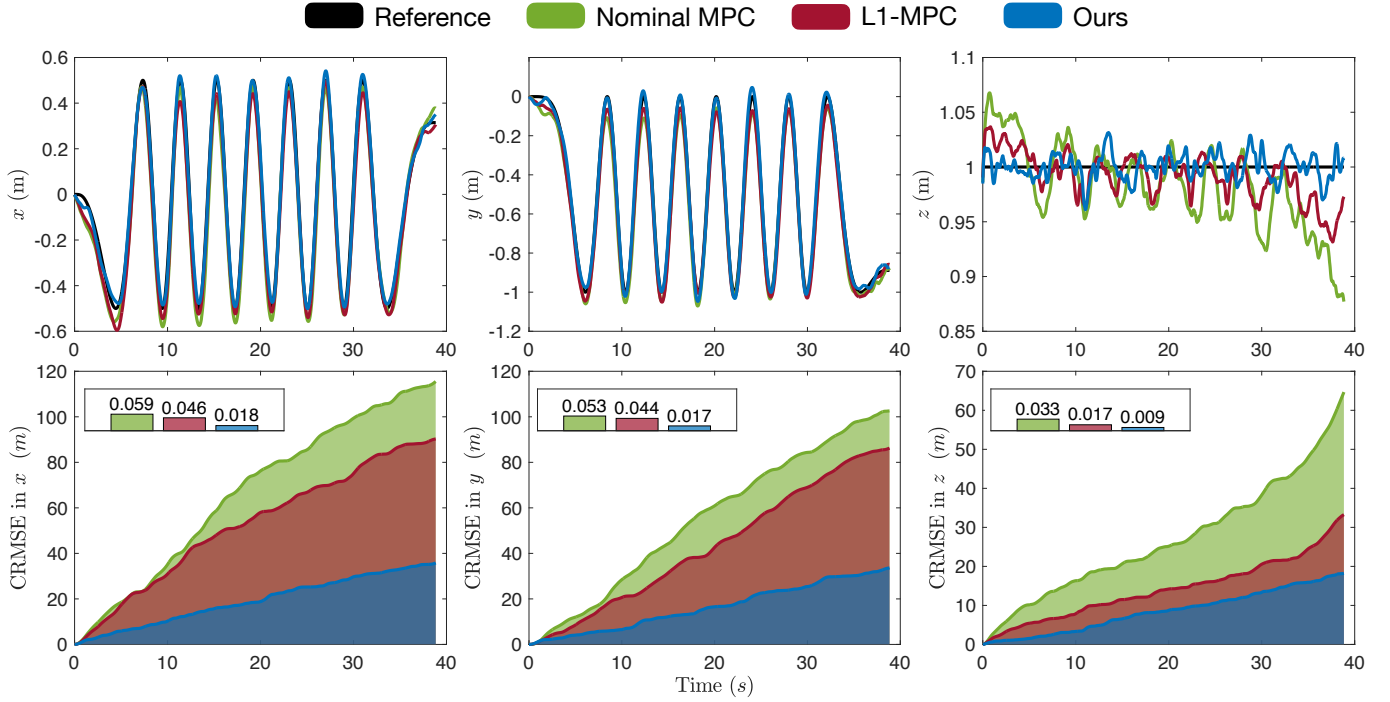 Reference Nominal MPC L1-MPC Ours
x (m)
0.6
0.4
0.2
0
-0.2
-0.4
-0.6
0 10 20 30 40
y (m)
0
-0.2
-0.4
-0.6
-0.8
-1
-1.2
0 10 20 30 40
z (m)
1.1
1.05
1
0.95
0.9
0.85
0 10 20 30 40
CRMSE in x (m)
120
100
80
60
40
20
0
0.059 0.046 0.018
0 10 20 30 40
CRMSE in y (m)
120
100
80
60
40
20
0
0.053 0.044 0.017
0 10 20 30 40
CRMSE in z (m)
70
60
50
40
30
20
10
0
0.033 0.017 0.009
0 10 20 30 40
Time (s)